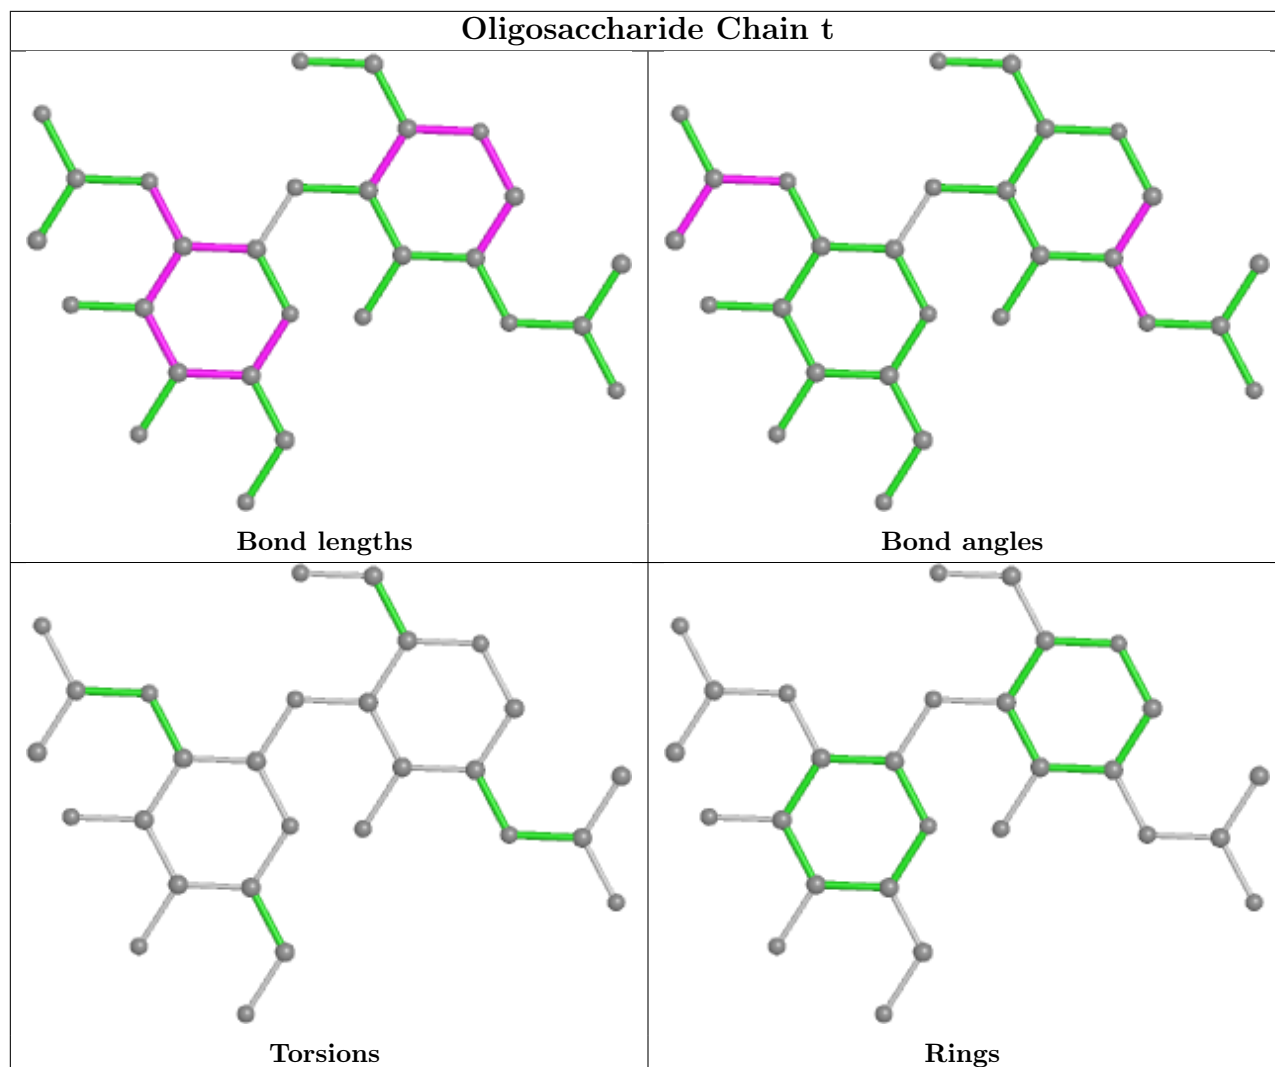 Oligosaccharide Chain t
Bond lengths
Bond angles
Torsions
Rings